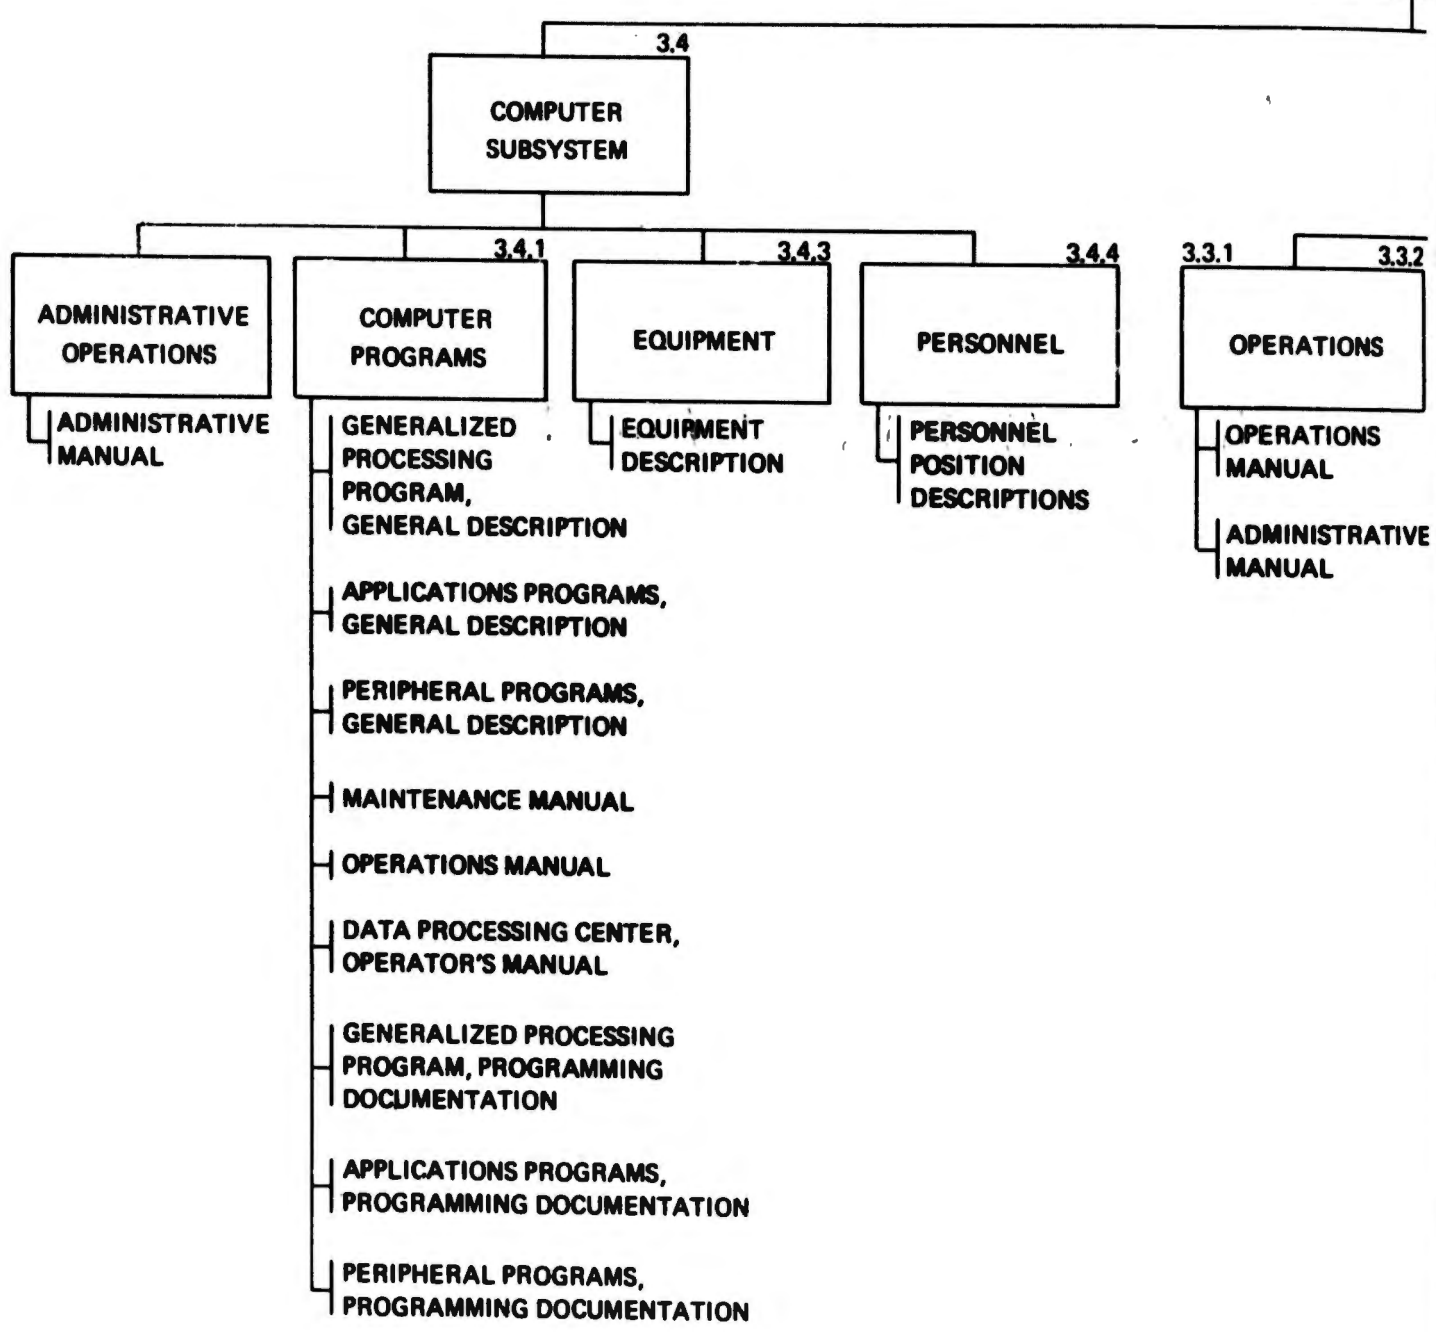 3.4
COMPUTER
SUBSYSTEM
3.4.1
3.4.3
3.4.4
3.3.1
3.3.2
ADMINISTRATIVE
OPERATIONS
COMPUTER
PROGRAMS
EQUIPMENT
PERSONNEL
OPERATIONS
ADMINISTRATIVE
MANUAL
GENERALIZED
PROCESSING
PROGRAM,
GENERAL DESCRIPTION
APPLICATIONS PROGRAMS,
GENERAL DESCRIPTION
PERIPHERAL PROGRAMS,
GENERAL DESCRIPTION
MAINTENANCE MANUAL
OPERATIONS MANUAL
DATA PROCESSING CENTER,
OPERATOR'S MANUAL
GENERALIZED PROCESSING
PROGRAM, PROGRAMMING
DOCUMENTATION
APPLICATIONS PROGRAMS,
PROGRAMMING DOCUMENTATION
PERIPHERAL PROGRAMS,
PROGRAMMING DOCUMENTATION
EQUIPMENT
DESCRIPTION
PERSONNEL
POSITION
DESCRIPTIONS
OPERATIONS
MANUAL
ADMINISTRATIVE
MANUAL